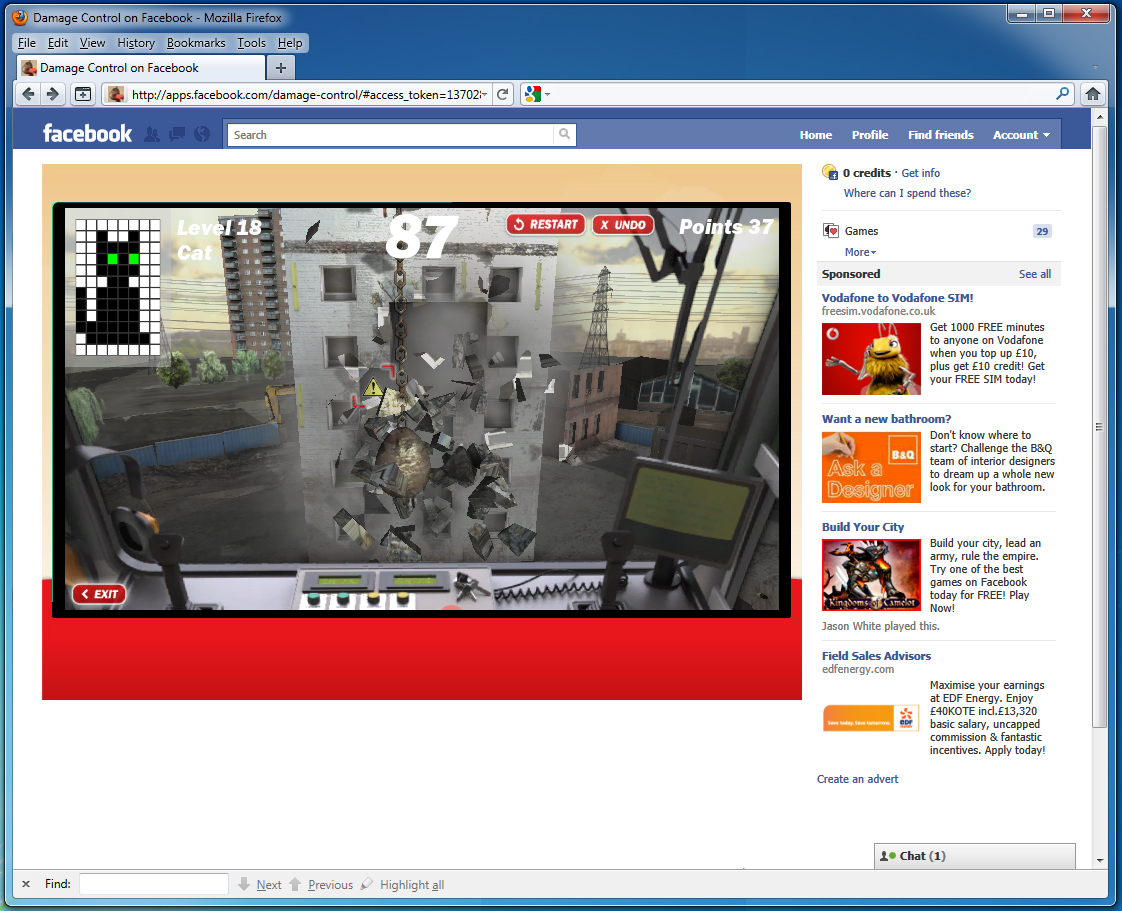 Damage Control on Facebook - Mozilla Firefox
File Edit View History Bookmarks Tools Help
Damage Control on Facebook
http://apps.facebook.com/damage-control/#access_token=13702
facebook
Search
Home Profile Find friends Account
Level 18
Cat
87
RESTART
X UNDO
Points 37
EXIT
0 credits · Get info
Where can I spend these?
Games 29
More
Sponsored See all
Vodafone to Vodafone SIM!
freesim.vodafone.co.uk
Get 1000 FREE minutes
to anyone on Vodafone
when you top up £10,
plus get £10 credit! Get
your FREE SIM today!
Want a new bathroom?
B&Q
Ask a
Designer
Don't know where to
start? Challenge the B&Q
team of interior designers
to dream up a whole new
look for your bathroom.
Build Your City
Kingdoms of Camelot
Build your city, lead an
army, rule the empire.
Try one of the best
games on Facebook
today for FREE! Play
Now!
Jason White played this.
Field Sales Advisors
edfenergy.com
Save today. Save tomorrow.
EDF
ENERGY
Maximise your earnings
at EDF Energy. Enjoy
£40KOTE incl.£13,320
basic salary, uncapped
commission & fantastic
incentives. Apply today!
Create an advert
Chat (1)
x Find: Next Previous Highlight all